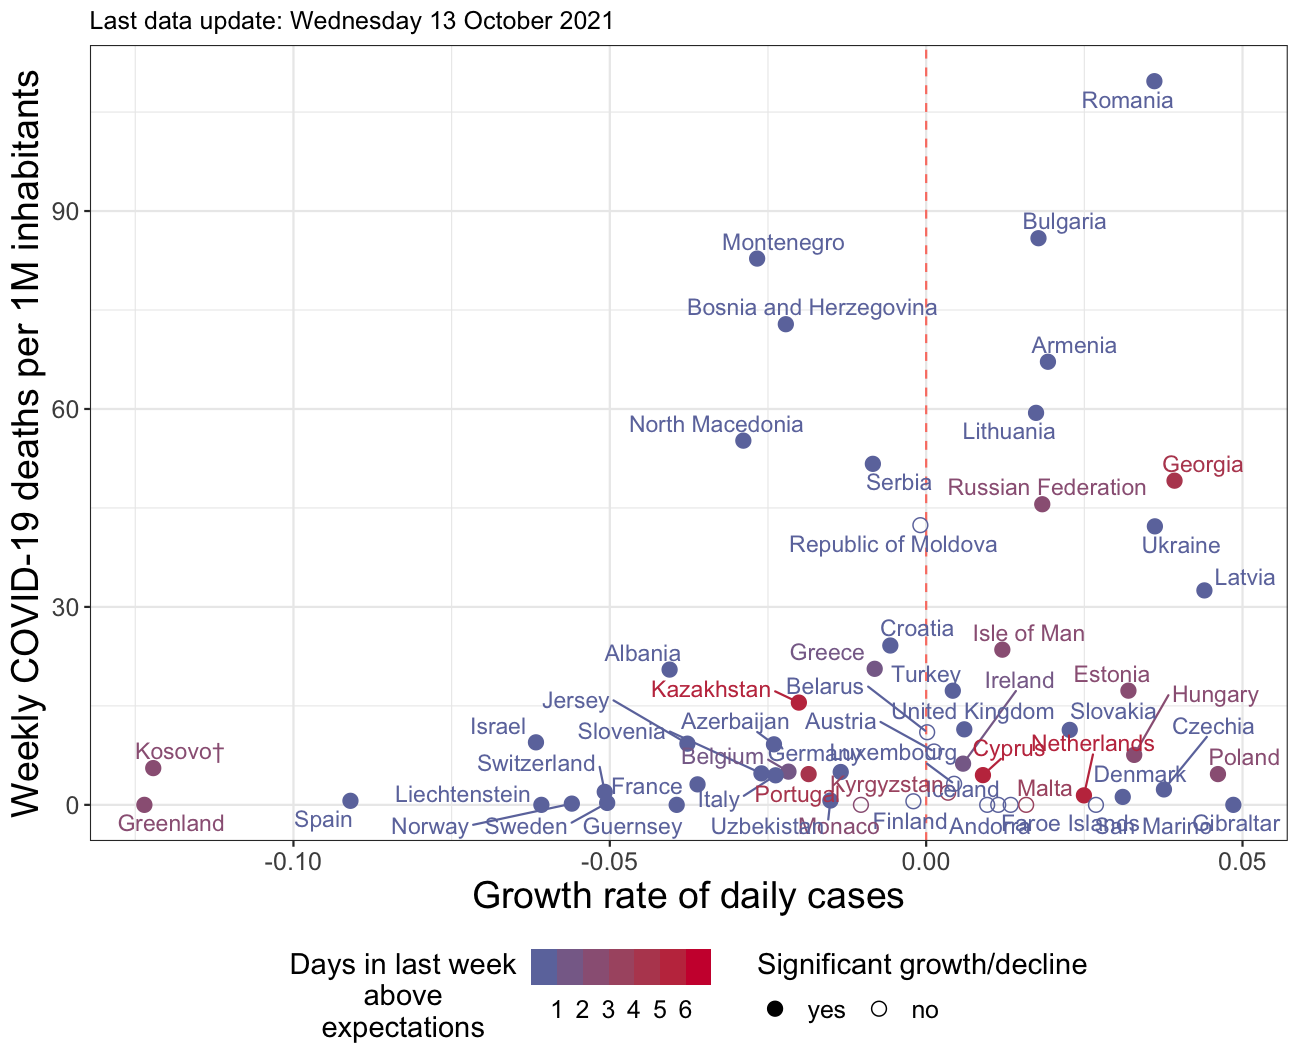 Last data update: Wednesday 13 October 2021
Weekly COVID-19 deaths per 1M inhabitants
90
60
30
0
Romania
Bulgaria
Montenegro
Bosnia and Herzegovina
Armenia
North Macedonia
Lithuania
Georgia
Serbia
Russian Federation
Republic of Moldova
Ukraine
Latvia
Croatia
Isle of Man
Albania
Greece
Turkey
Ireland
Estonia
Kazakhstan
Belarus
Hungary
Jersey
United Kingdom
Slovakia
Israel
Slovenia
Azerbaijan
Austria
Czechia
Kosovo†
Switzerland
Belgium
Germany
Luxembourg
Cyprus
Netherlands
Poland
Liechtenstein
France
Italy
Portugal
Kyrgyzstan
Iceland
Malta
Denmark
Greenland
Spain
Norway
Sweden
Guernsey
Uzbekistan
Monaco
Finland
Andorra
Faroe Islands
San Marino
Gibraltar
-0.10
-0.05
0.00
0.05
Growth rate of daily cases
Days in last week
above
expectations
1 2 3 4 5 6
Significant growth/decline
yes
no